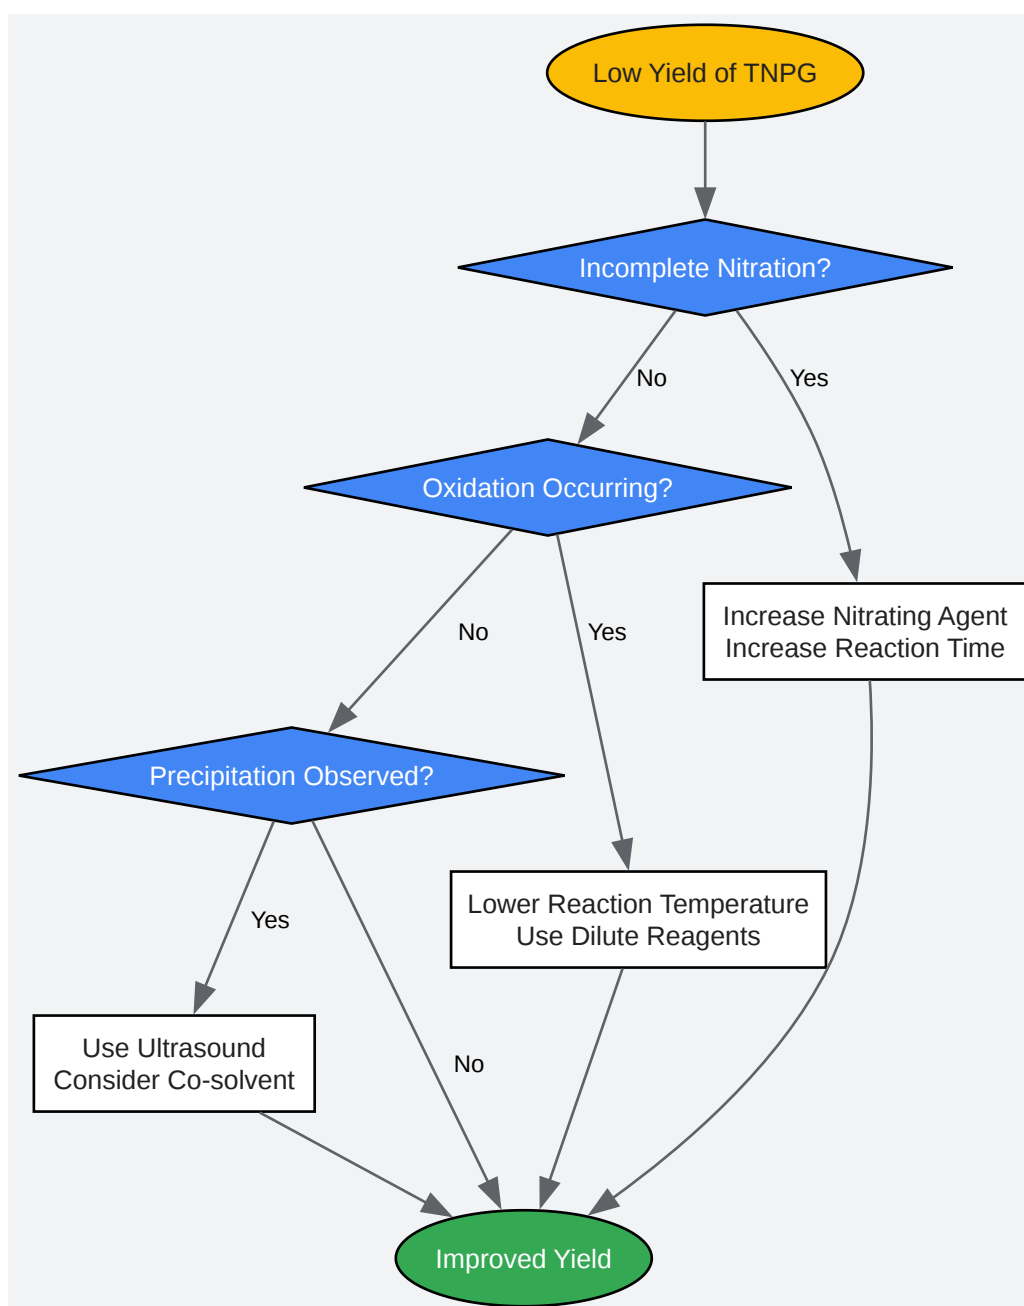 Low Yield of TNPG
Incomplete Nitration?
No
Yes
Oxidation Occurring?
Increase Nitrating Agent
Increase Reaction Time
No
Yes
Precipitation Observed?
Lower Reaction Temperature
Use Dilute Reagents
Yes
Use Ultrasound
Consider Co-solvent
No
Improved Yield